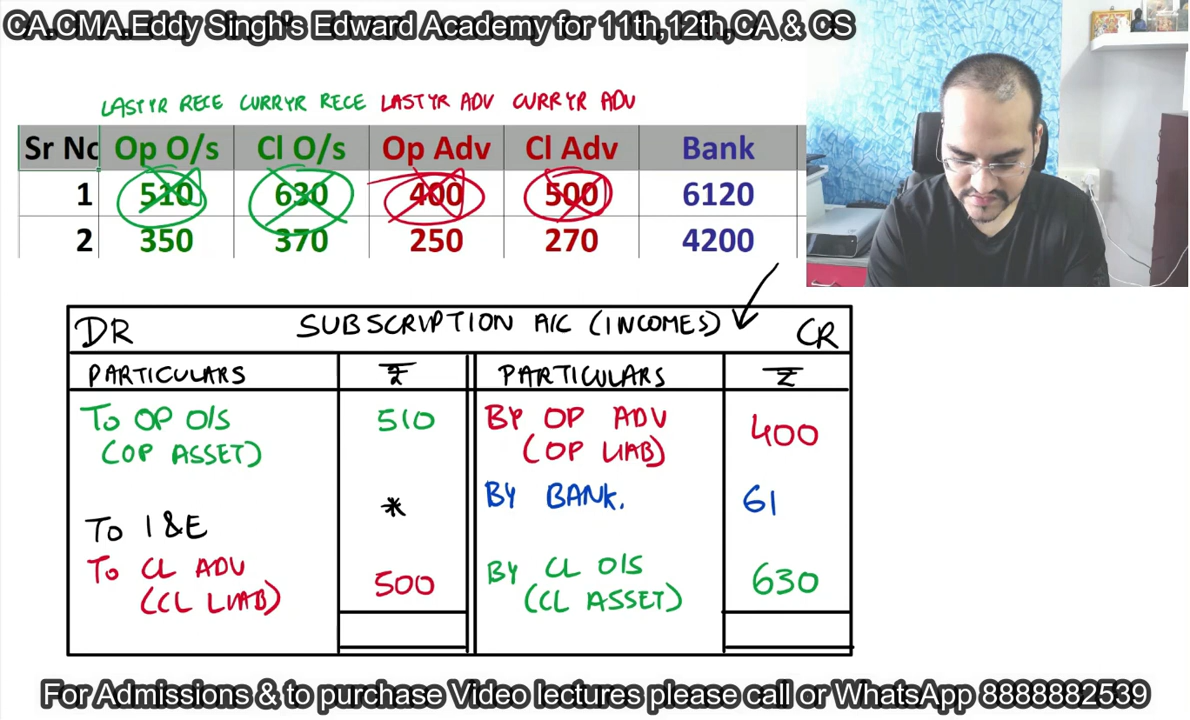 CA.CMA.Eddy Singh's Edward Academy for 11th,12th,CA & CS
LAST YR RECE CURRYR RECE LAST YR ADV CURRYR ADV
Sr No Op O/s Cl O/s Op Adv Cl Adv Bank
1 510 630 400 500 6120
2 350 370 250 270 4200
DR SUBSCRIPTION A/C (INCOMES) CR
PARTICULARS ₹ PARTICULARS ₹
To OP O/S 510 BY OP ADV 400
(OP ASSET) (OP LIAB)
BY BANK. 61
To I & E *
To CL ADV 500 BY CL O/S 630
(CL LIAB) (CL ASSET)
For Admissions & to purchase Video lectures please call or WhatsApp 8888882539